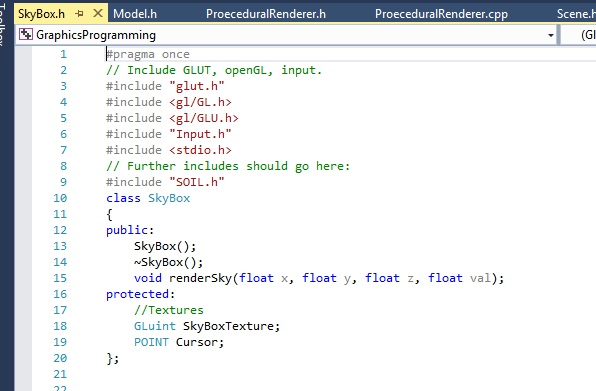 Toolbox
SkyBox.h Model.h ProeceduralRenderer.h ProeceduralRenderer.cpp Scene.h
GraphicsProgramming (Gl
1 #pragma once
2 // Include GLUT, openGL, input.
3 #include "glut.h"
4 #include <gl/GL.h>
5 #include <gl/GLU.h>
6 #include "Input.h"
7 #include <stdio.h>
8 // Further includes should go here:
9 #include "SOIL.h"
10 class SkyBox
11 {
12 public:
13 SkyBox();
14 ~SkyBox();
15 void renderSky(float x, float y, float z, float val);
16 protected:
17 //Textures
18 GLuint SkyBoxTexture;
19 POINT Cursor;
20 };
21
22